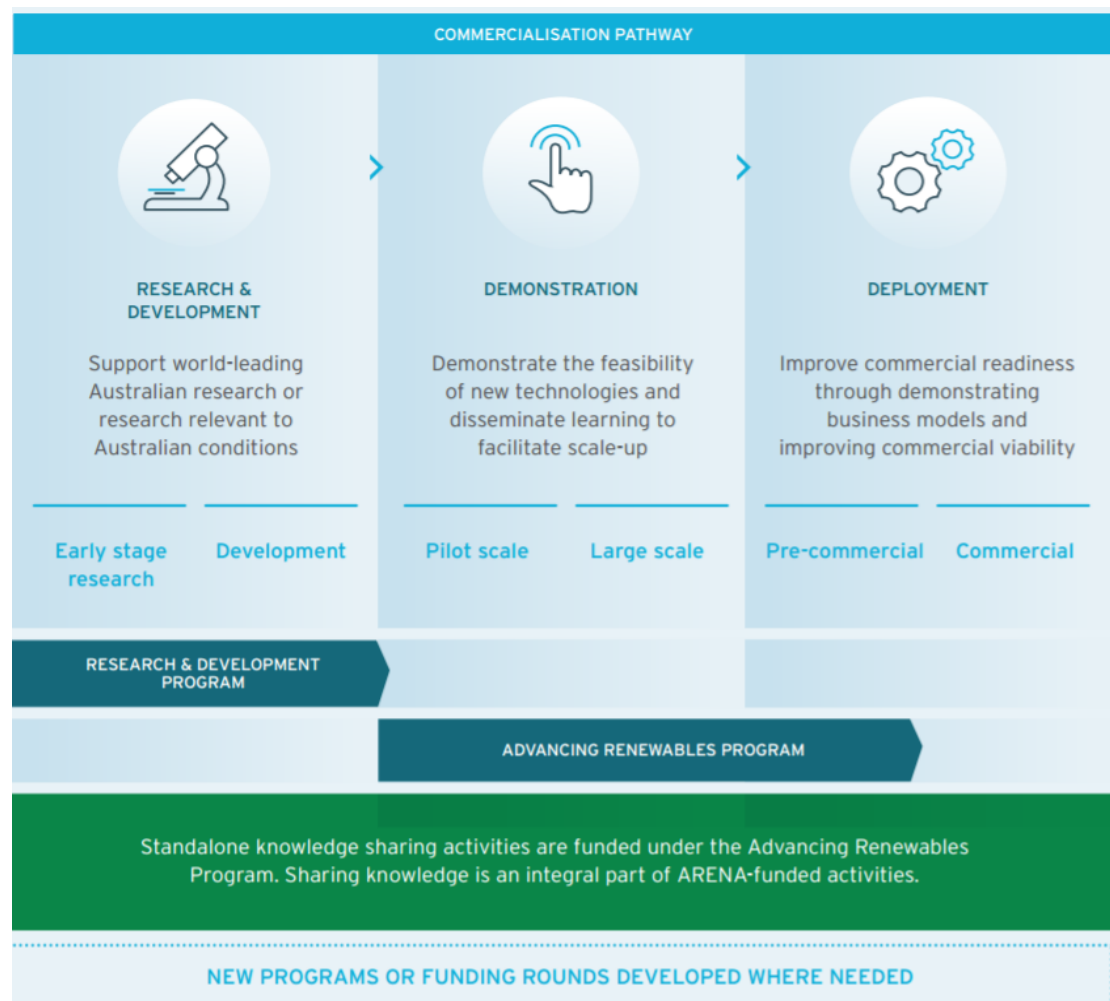 COMMERCIALISATION PATHWAY
RESEARCH &
DEVELOPMENT
Support world-leading
Australian research or
research relevant to
Australian conditions
Early stage
research
Development
DEMONSTRATION
Demonstrate the feasibility
of new technologies and
disseminate learning to
facilitate scale-up
Pilot scale
Large scale
DEPLOYMENT
Improve commercial readiness
through demonstrating
business models and
improving commercial viability
Pre-commercial
Commercial
RESEARCH & DEVELOPMENT
PROGRAM
ADVANCING RENEWABLES PROGRAM
Standalone knowledge sharing activities are funded under the Advancing Renewables
Program. Sharing knowledge is an integral part of ARENA-funded activities.
NEW PROGRAMS OR FUNDING ROUNDS DEVELOPED WHERE NEEDED